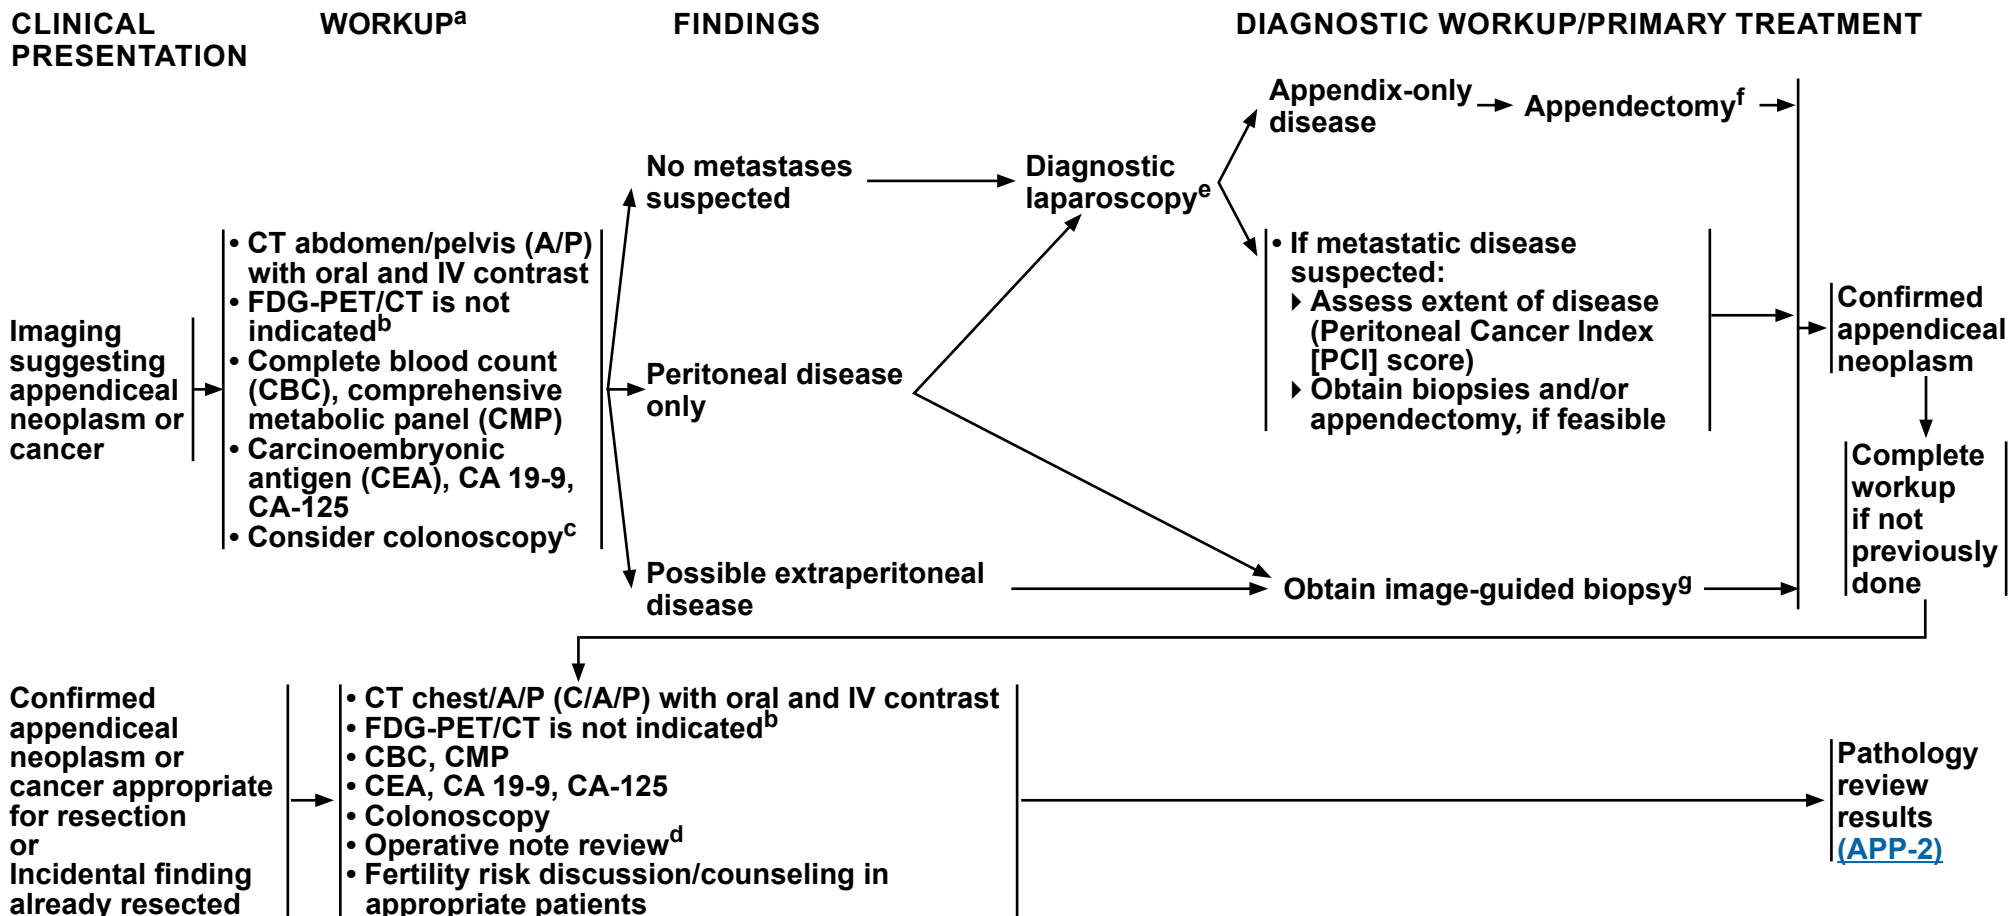 CLINICAL
PRESENTATION
WORKUPa
FINDINGS
DIAGNOSTIC WORKUP/PRIMARY TREATMENT
Imaging
suggesting
appendiceal
neoplasm or
cancer
• CT abdomen/pelvis (A/P)
with oral and IV contrast
• FDG-PET/CT is not
indicatedb
• Complete blood count
(CBC), comprehensive
metabolic panel (CMP)
• Carcinoembryonic
antigen (CEA), CA 19-9,
CA-125
• Consider colonoscopyc
No metastases
suspected
Peritoneal disease
only
Possible extraperitoneal
disease
Diagnostic
laparoscopye
Appendix-only
disease
Appendectomyf
• If metastatic disease
suspected:
▸ Assess extent of disease
(Peritoneal Cancer Index
[PCI] score)
▸ Obtain biopsies and/or
appendectomy, if feasible
Obtain image-guided biopsyg
Confirmed
appendiceal
neoplasm
Complete
workup
if not
previously
done
Confirmed
appendiceal
neoplasm or
cancer appropriate
for resection
or
Incidental finding
already resected
• CT chest/A/P (C/A/P) with oral and IV contrast
• FDG-PET/CT is not indicatedb
• CBC, CMP
• CEA, CA 19-9, CA-125
• Colonoscopy
• Operative note reviewd
• Fertility risk discussion/counseling in
appropriate patients
Pathology
review
results
(APP-2)